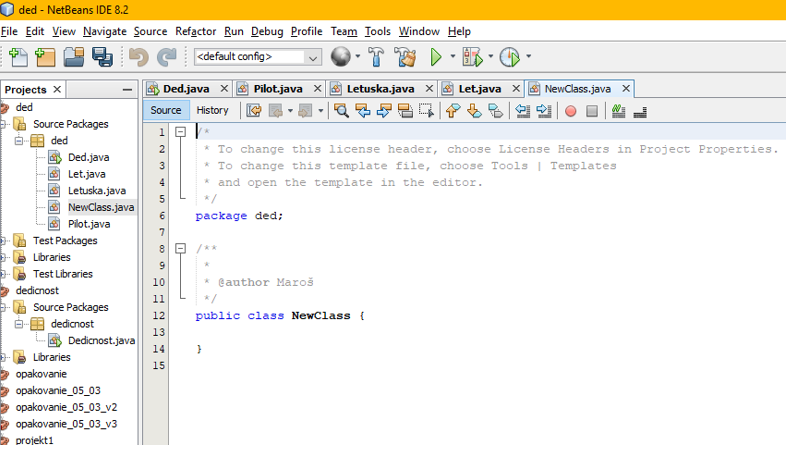 ded - NetBeans IDE 8.2
File Edit View Navigate Source Refactor Run Debug Profile Team Tools Window Help
<default config>
Projects
Ded.java Pilot.java Letuska.java Let.java NewClass.java
Source History
ded
Source Packages
ded
Ded.java
Let.java
Letuska.java
NewClass.java
Pilot.java
Test Packages
Libraries
Test Libraries
dedicnost
Source Packages
dedicnost
Dedicnost.java
Libraries
opakovanie
opakovanie_05_03
opakovanie_05_03_v2
opakovanie_05_03_v3
projekt1
1 /*
2 * To change this license header, choose License Headers in Project Properties.
3 * To change this template file, choose Tools | Templates
4 * and open the template in the editor.
5 */
6 package ded;
7
8 /**
9 *
10 * @author Maroš
11 */
12 public class NewClass {
13
14 }
15